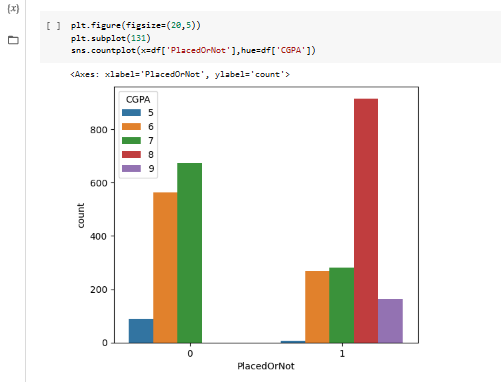 {x}
[ ] plt.figure(figsize=(20,5))
plt.subplot(131)
sns.countplot(x=df['PlacedOrNot'],hue=df['CGPA'])
<Axes: xlabel='PlacedOrNot', ylabel='count'>
CGPA
5
6
7
8
9
800
600
400
200
0
count
0 1
PlacedOrNot